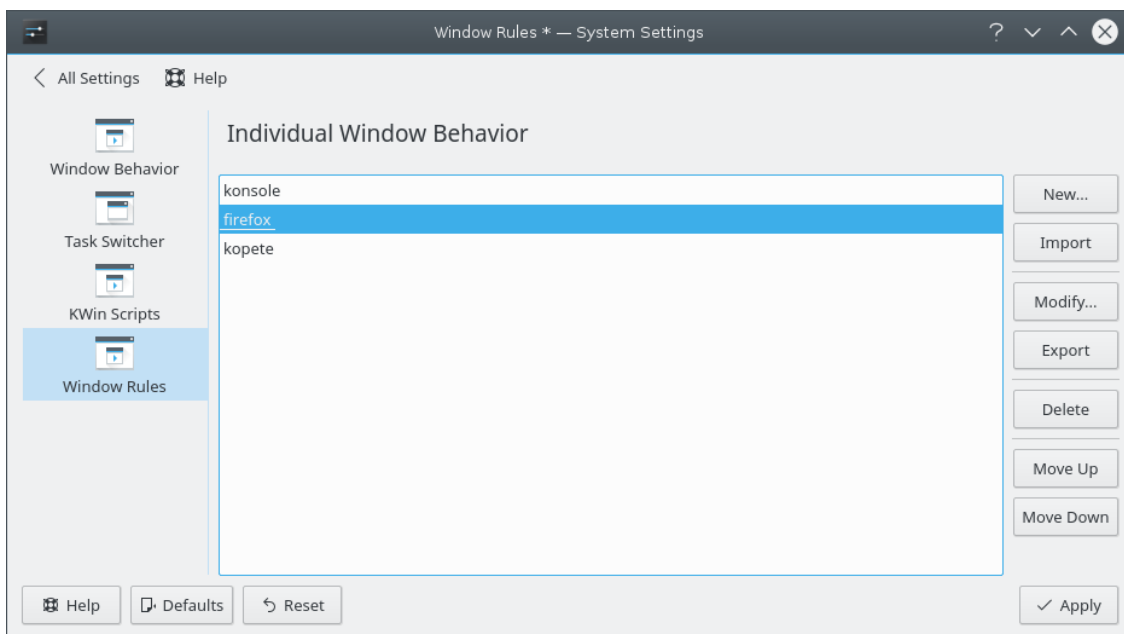 Window Rules * — System Settings
All Settings Help
Window Behavior
Task Switcher
KWin Scripts
Window Rules
Individual Window Behavior
konsole
firefox
kopete
New...
Import
Modify...
Export
Delete
Move Up
Move Down
Help Defaults Reset Apply